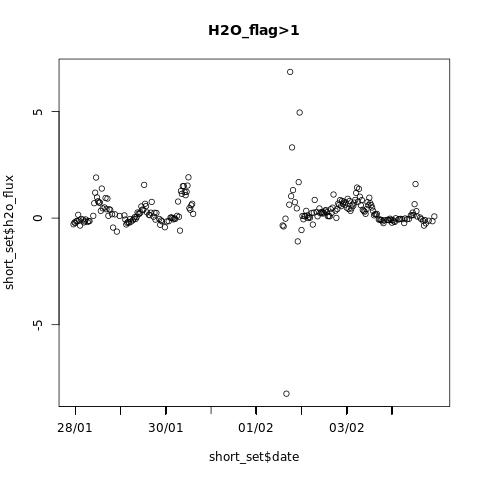 H2O_flag>1
short_set$h2o_flux
5
0
-5
28/01 30/01 01/02 03/02
short_set$date